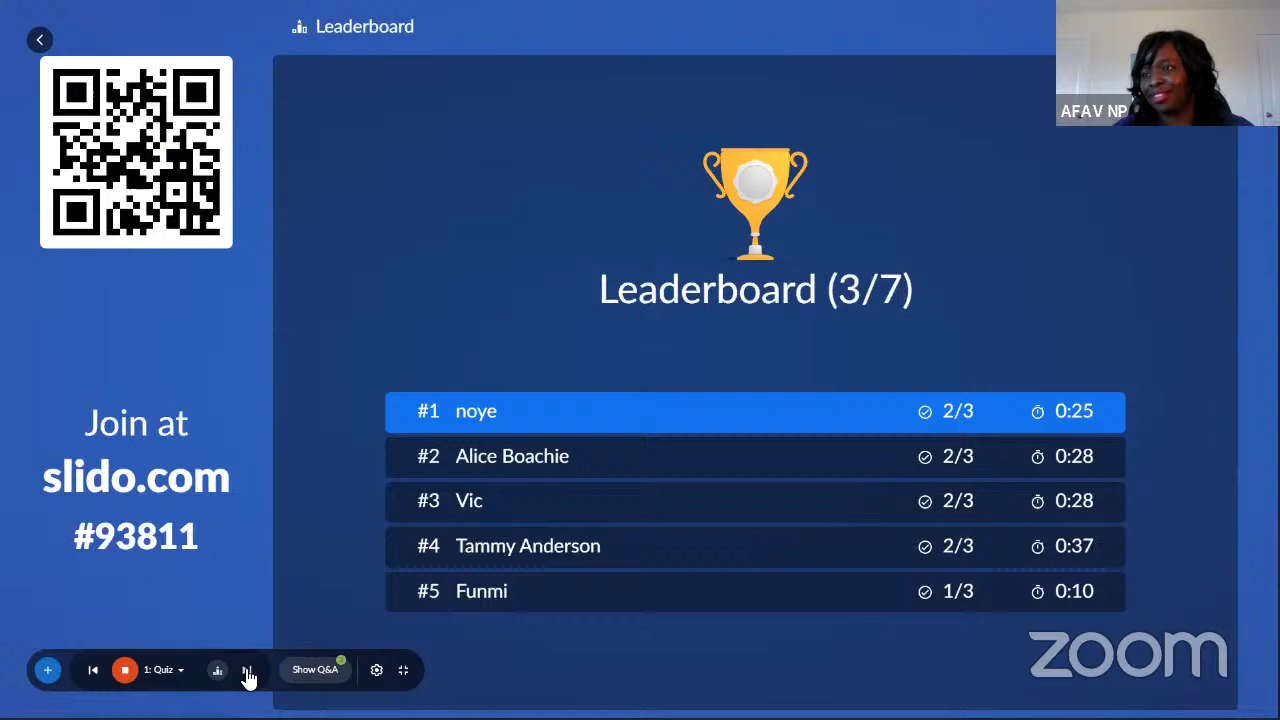 Leaderboard
AFAV NP
Leaderboard (3/7)
#1 noye 2/3 0:25
#2 Alice Boachie 2/3 0:28
#3 Vic 2/3 0:28
#4 Tammy Anderson 2/3 0:37
#5 Funmi 1/3 0:10
Join at
slido.com
#93811
1: Quiz
Show Q&A
zoom